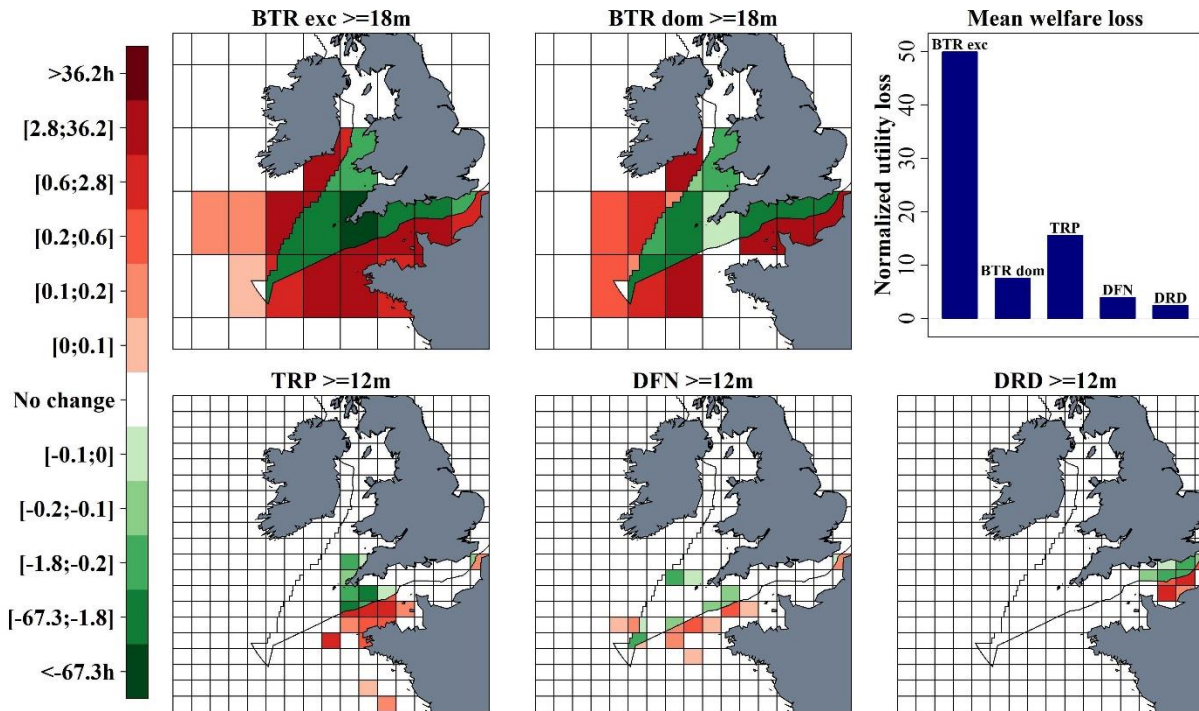 BTR exc >=18m
BTR dom >=18m
Mean welfare loss
>36.2h
[2.8;36.2]
[0.6;2.8]
[0.2;0.6]
[0.1;0.2]
[0;0.1]
No change
[-0.1;0]
[-0.2;-0.1]
[-1.8;-0.2]
[-67.3;-1.8]
<-67.3h
Normalized utility loss
50
40
30
20
10
0
BTR exc
BTR dom
TRP
DFN
DRD
TRP >=12m
DFN >=12m
DRD >=12m